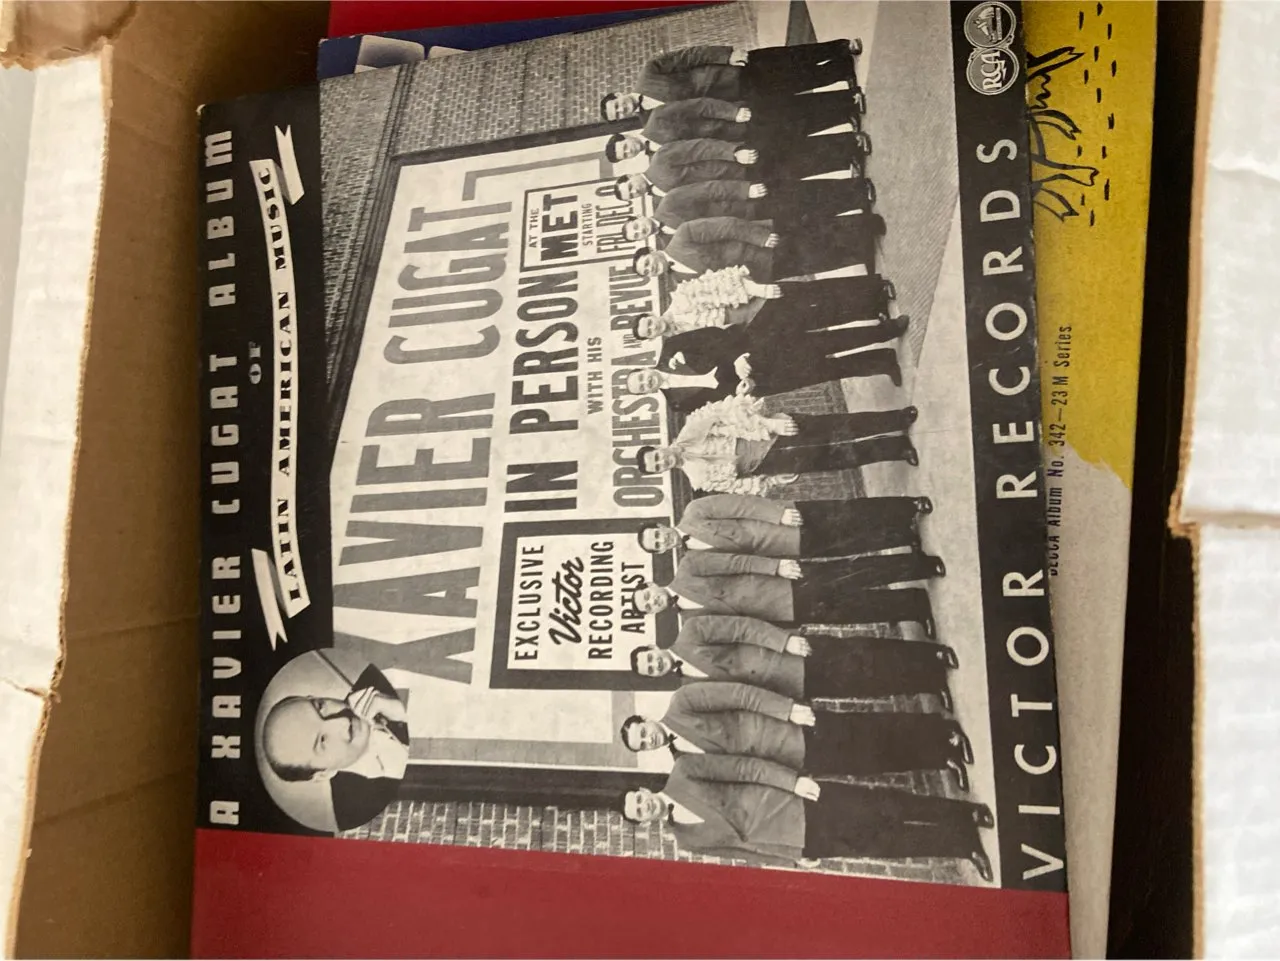 A XAVIER CUGAT ALBUM
OF
LATIN AMERICAN MUSIC
XAVIER CUGAT
IN PERSON
AT THE
MET
STARTING
FRI. DEC.
WITH HIS
ORCHESTRA AND REVUE
EXCLUSIVE
Victor
RECORDING
ARTIST
VICTOR RECORDS
RCA
DECCA Album No. 342—23 M Series.